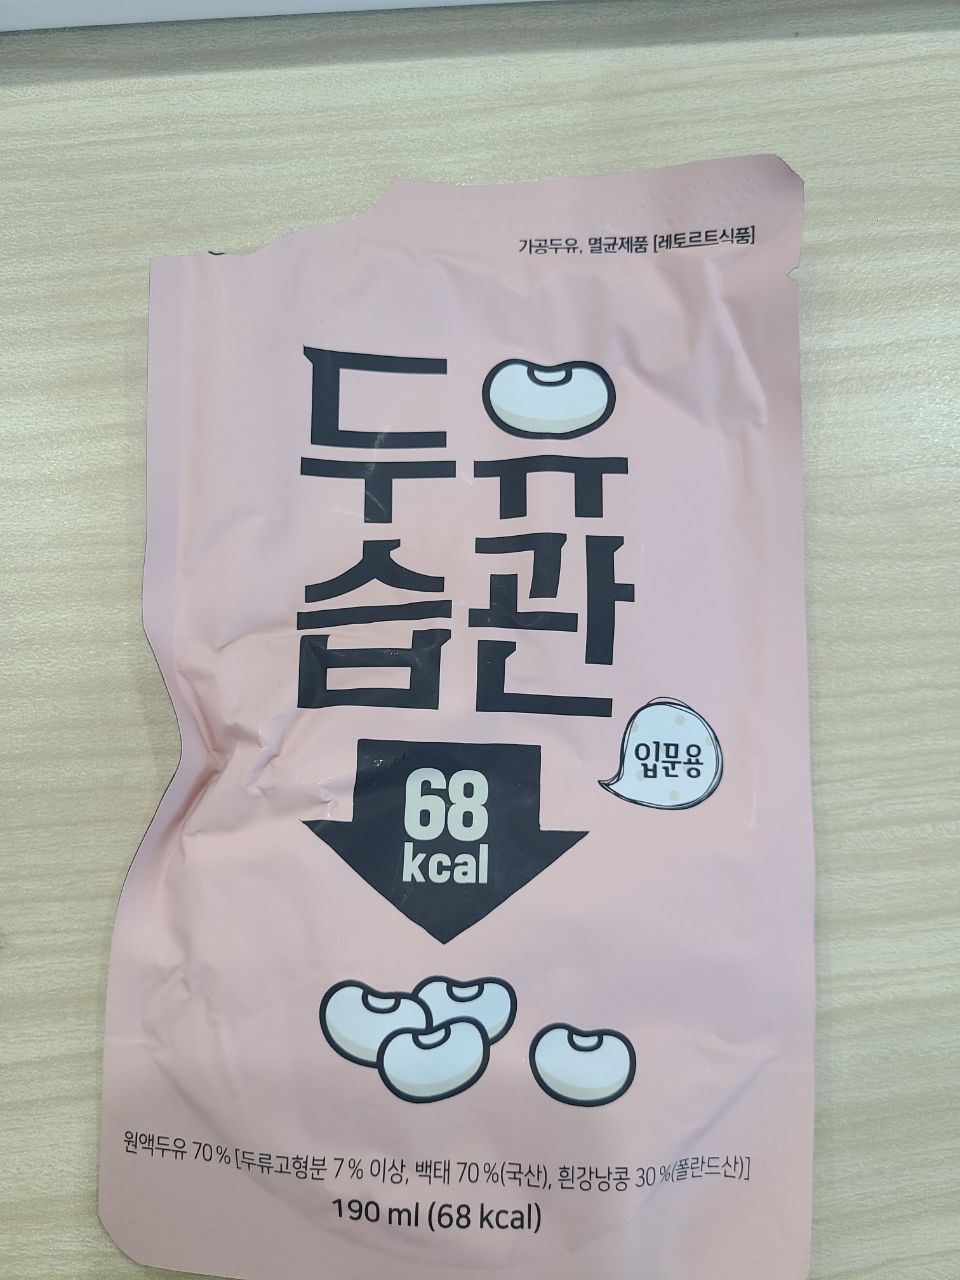 가공두유, 멸균제품 [레토르트식품]
두유
습관
입문용
68
kcal
원액두유 70% [두류고형분 7% 이상, 백태 70%(국산), 흰강낭콩 30%(폴란드산)]
190 ml (68 kcal)